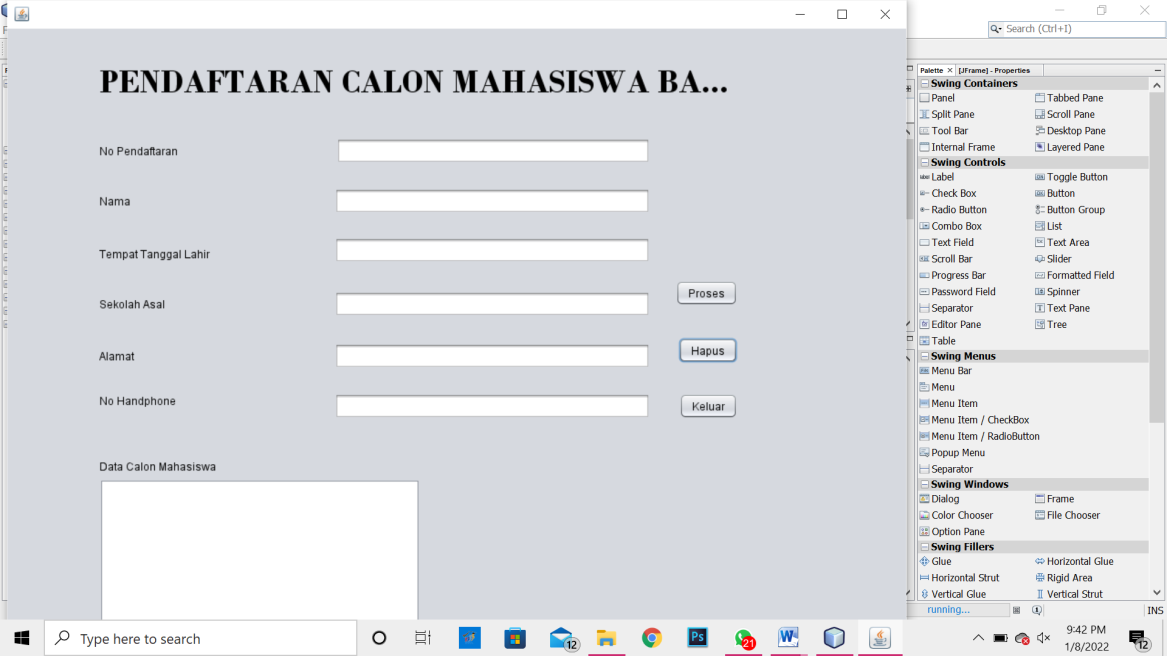 Search (Ctrl+I)
PENDAFTARAN CALON MAHASISWA BA...
No Pendaftaran
Nama
Tempat Tanggal Lahir
Sekolah Asal
Proses
Alamat
Hapus
No Handphone
Keluar
Data Calon Mahasiswa
Palette × [JFrame] - Properties
Swing Containers
Panel Tabbed Pane
Split Pane Scroll Pane
Tool Bar Desktop Pane
Internal Frame Layered Pane
Swing Controls
Label Toggle Button
Check Box Button
Radio Button Button Group
Combo Box List
Text Field Text Area
Scroll Bar Slider
Progress Bar Formatted Field
Password Field Spinner
Separator Text Pane
Editor Pane Tree
Table
Swing Menus
Menu Bar
Menu
Menu Item
Menu Item / CheckBox
Menu Item / RadioButton
Popup Menu
Separator
Swing Windows
Dialog Frame
Color Chooser File Chooser
Option Pane
Swing Fillers
Glue Horizontal Glue
Horizontal Strut Rigid Area
Vertical Glue Vertical Strut
running... INS
Type here to search
12
Ps
21
W
9:42 PM
1/8/2022
12